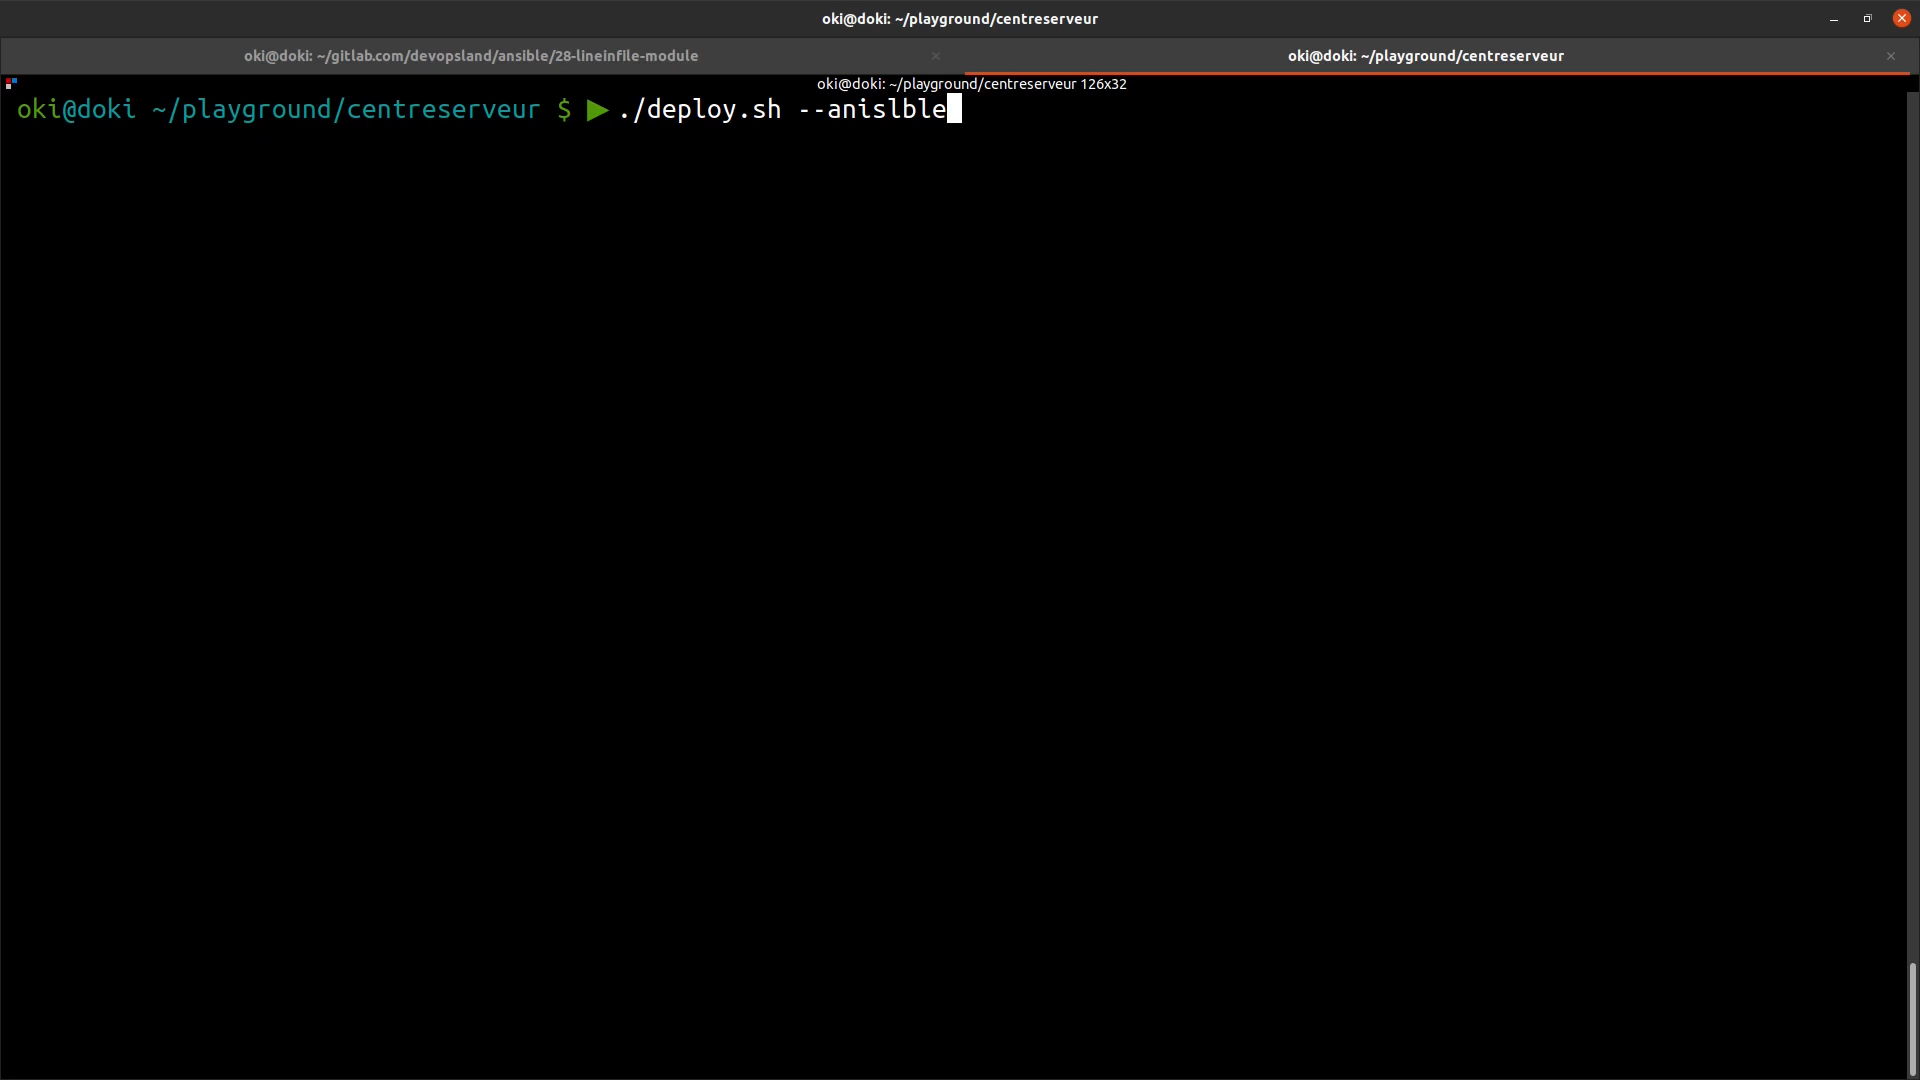 oki@doki: ~/playground/centreserveur
oki@doki: ~/gitlab.com/devopsland/ansible/28-lineinfile-module
oki@doki: ~/playground/centreserveur
oki@doki: ~/playground/centreserveur 126x32
oki@doki ~/playground/centreserveur $ ▶ ./deploy.sh --anislble